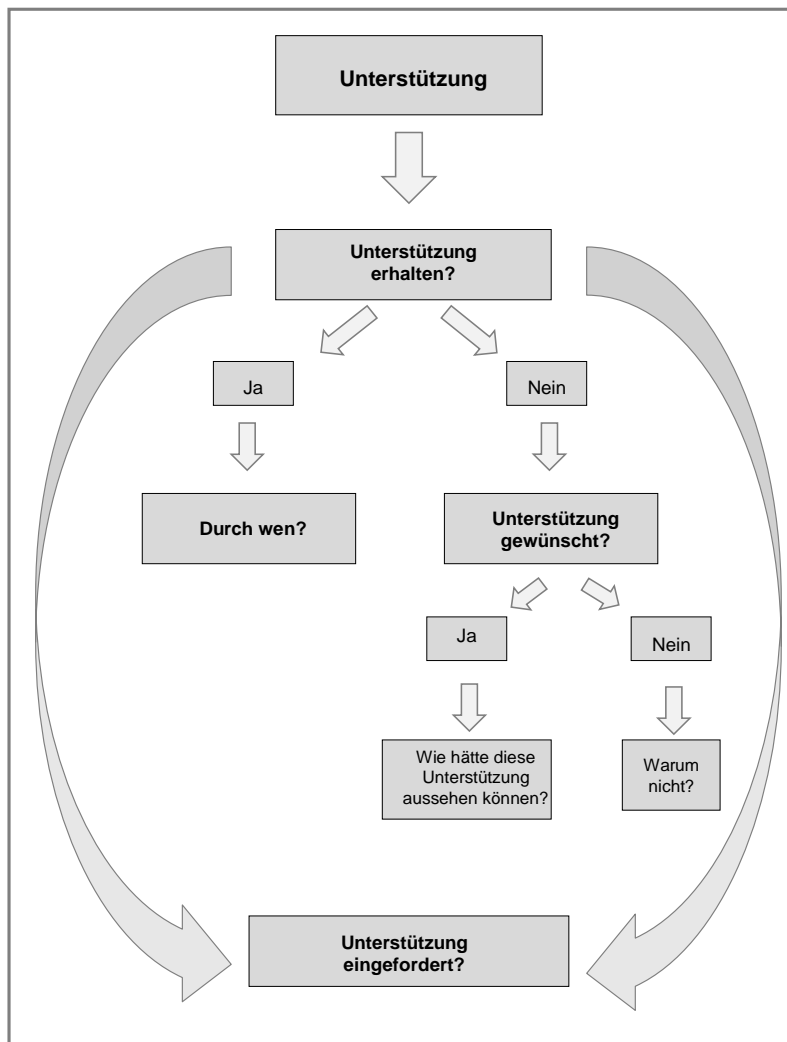 Unterstützung
Unterstützung
erhalten?
Ja
Nein
Durch wen?
Unterstützung
gewünscht?
Ja
Nein
Wie hätte diese
Unterstützung
aussehen können?
Warum
nicht?
Unterstützung
eingefordert?